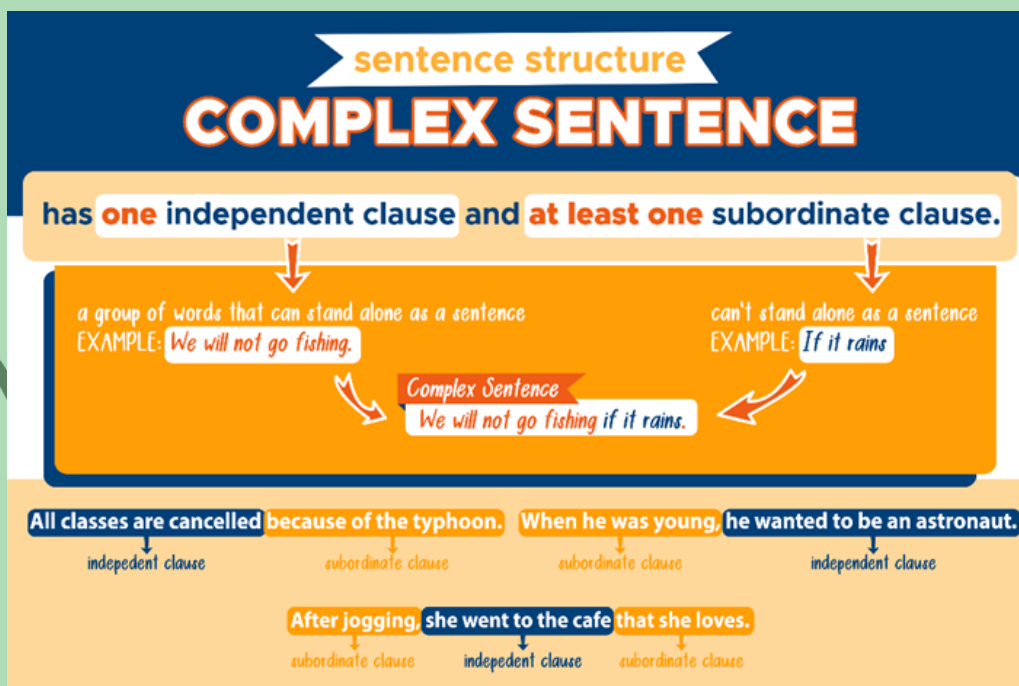 sentence structure
COMPLEX SENTENCE
has one independent clause and at least one subordinate clause.
a group of words that can stand alone as a sentence
EXAMPLE: We will not go fishing.
can't stand alone as a sentence
EXAMPLE: If it rains
Complex Sentence
We will not go fishing if it rains.
All classes are cancelled because of the typhoon.
indepedent clause
subordinate clause
When he was young, he wanted to be an astronaut.
subordinate clause
independent clause
After jogging, she went to the cafe that she loves.
subordinate clause
indepedent clause
subordinate clause